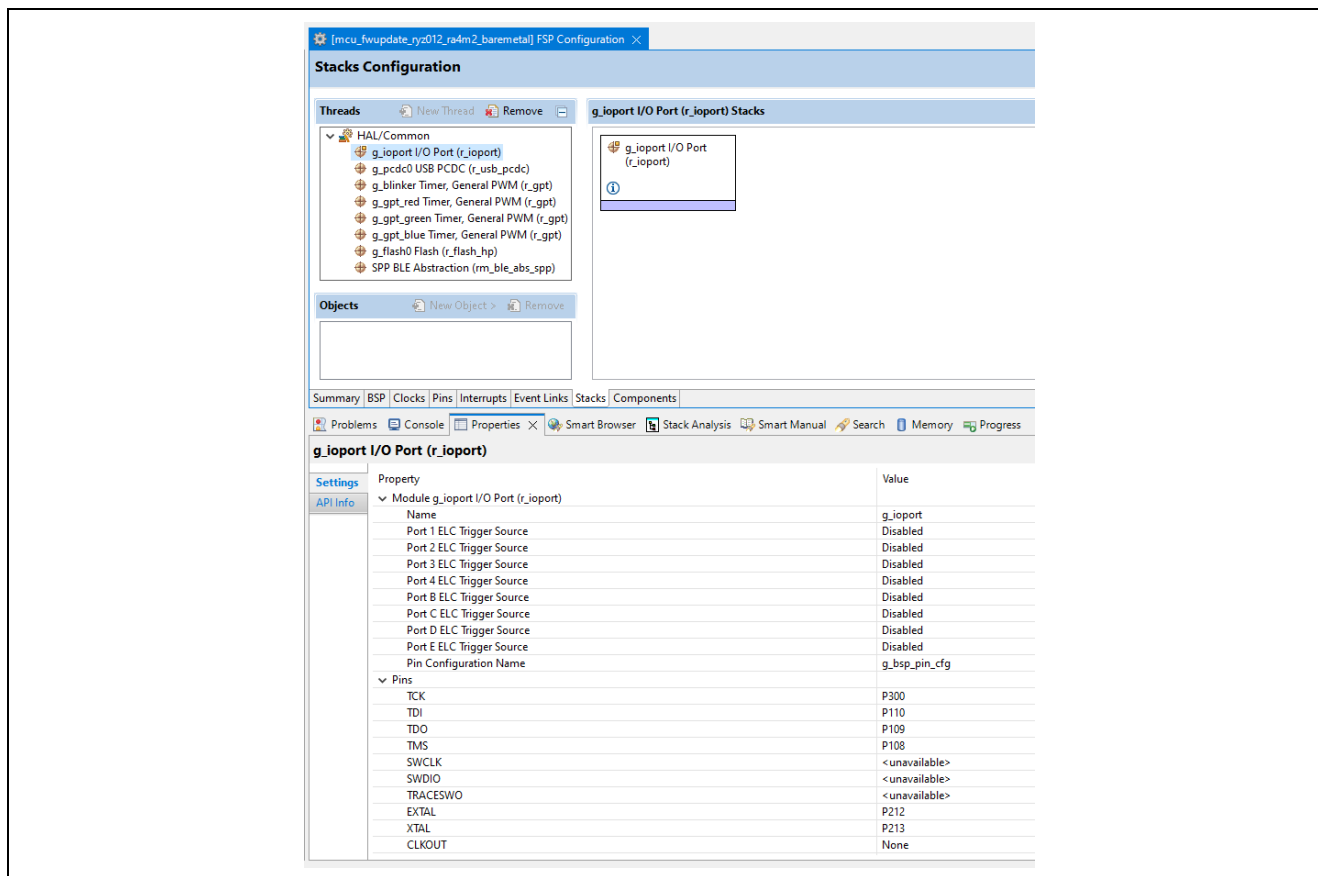 [mcu_fwupdate_ryz012_ra4m2_baremetal] FSP Configuration
Stacks Configuration
Threads New Thread Remove
HAL/Common
g_ioport I/O Port (r_ioport)
g_pcdc0 USB PCDC (r_usb_pcdc)
g_blinker Timer, General PWM (r_gpt)
g_gpt_red Timer, General PWM (r_gpt)
g_gpt_green Timer, General PWM (r_gpt)
g_gpt_blue Timer, General PWM (r_gpt)
g_flash0 Flash (r_flash_hp)
SPP BLE Abstraction (rm_ble_abs_spp)
Objects New Object > Remove
g_ioport I/O Port (r_ioport) Stacks
g_ioport I/O Port
(r_ioport)
Summary BSP Clocks Pins Interrupts Event Links Stacks Components
Problems Console Properties Smart Browser Stack Analysis Smart Manual Search Memory Progress
g_ioport I/O Port (r_ioport)
Settings
API Info
Property Value
Module g_ioport I/O Port (r_ioport)
Name g_ioport
Port 1 ELC Trigger Source Disabled
Port 2 ELC Trigger Source Disabled
Port 3 ELC Trigger Source Disabled
Port 4 ELC Trigger Source Disabled
Port B ELC Trigger Source Disabled
Port C ELC Trigger Source Disabled
Port D ELC Trigger Source Disabled
Port E ELC Trigger Source Disabled
Pin Configuration Name g_bsp_pin_cfg
Pins
TCK P300
TDI P110
TDO P109
TMS P108
SWCLK <unavailable>
SWDIO <unavailable>
TRACESWO <unavailable>
EXTAL P212
XTAL P213
CLKOUT None